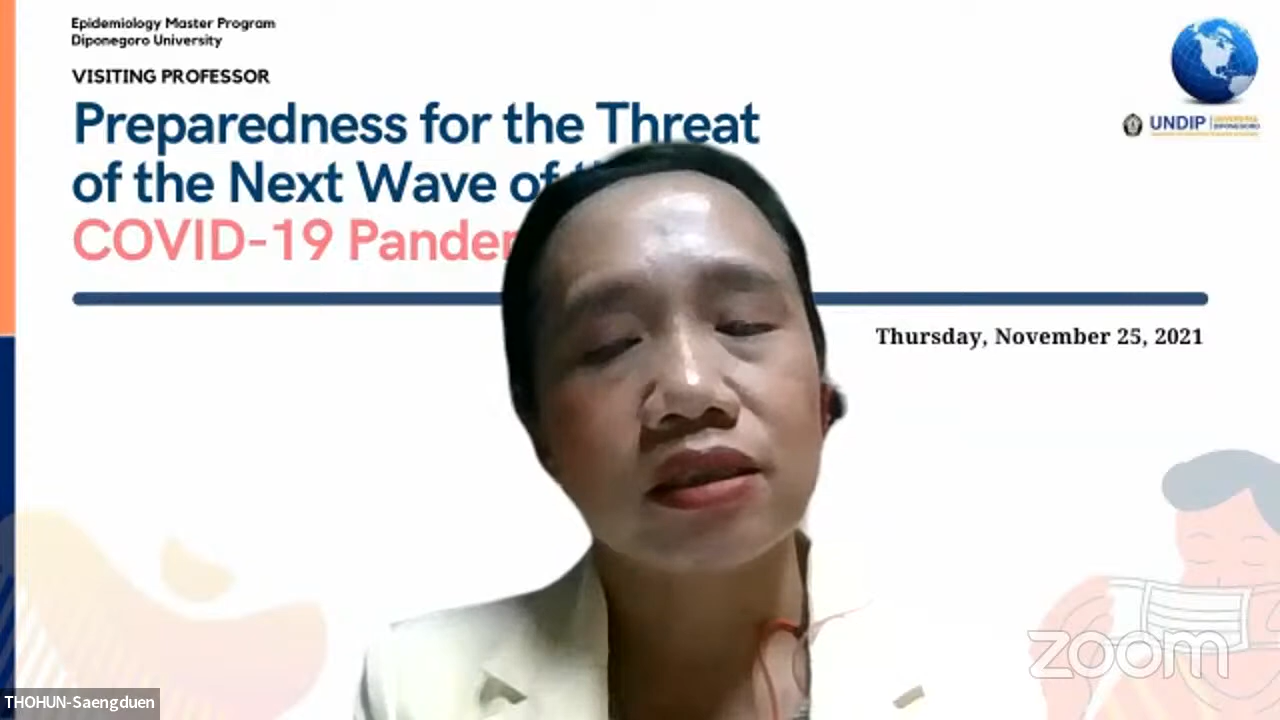 Epidemiology Master Program
Diponegoro University
VISITING PROFESSOR
Preparedness for the Threat
of the Next Wave of
COVID-19 Pandem
UNDIP
Thursday, November 25, 2021
zoom
THOHUN-Saengduen